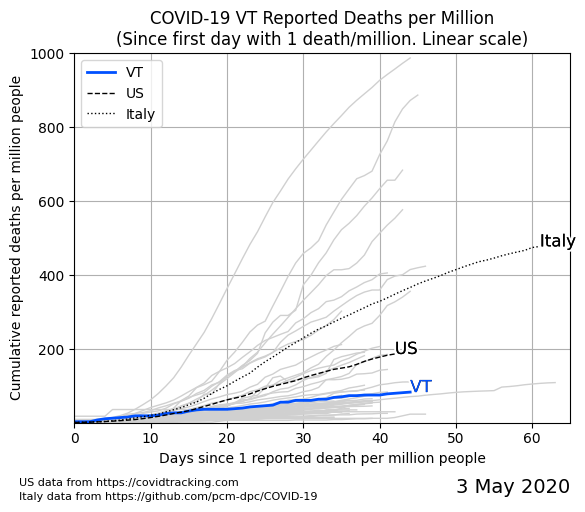 COVID-19 VT Reported Deaths per Million
(Since first day with 1 death/million. Linear scale)
VT
US
Italy
Cumulative reported deaths per million people
1000
800
600
400
200
Italy
US
VT
0 10 20 30 40 50 60
Days since 1 reported death per million people
US data from https://covidtracking.com
Italy data from https://github.com/pcm-dpc/COVID-19
3 May 2020